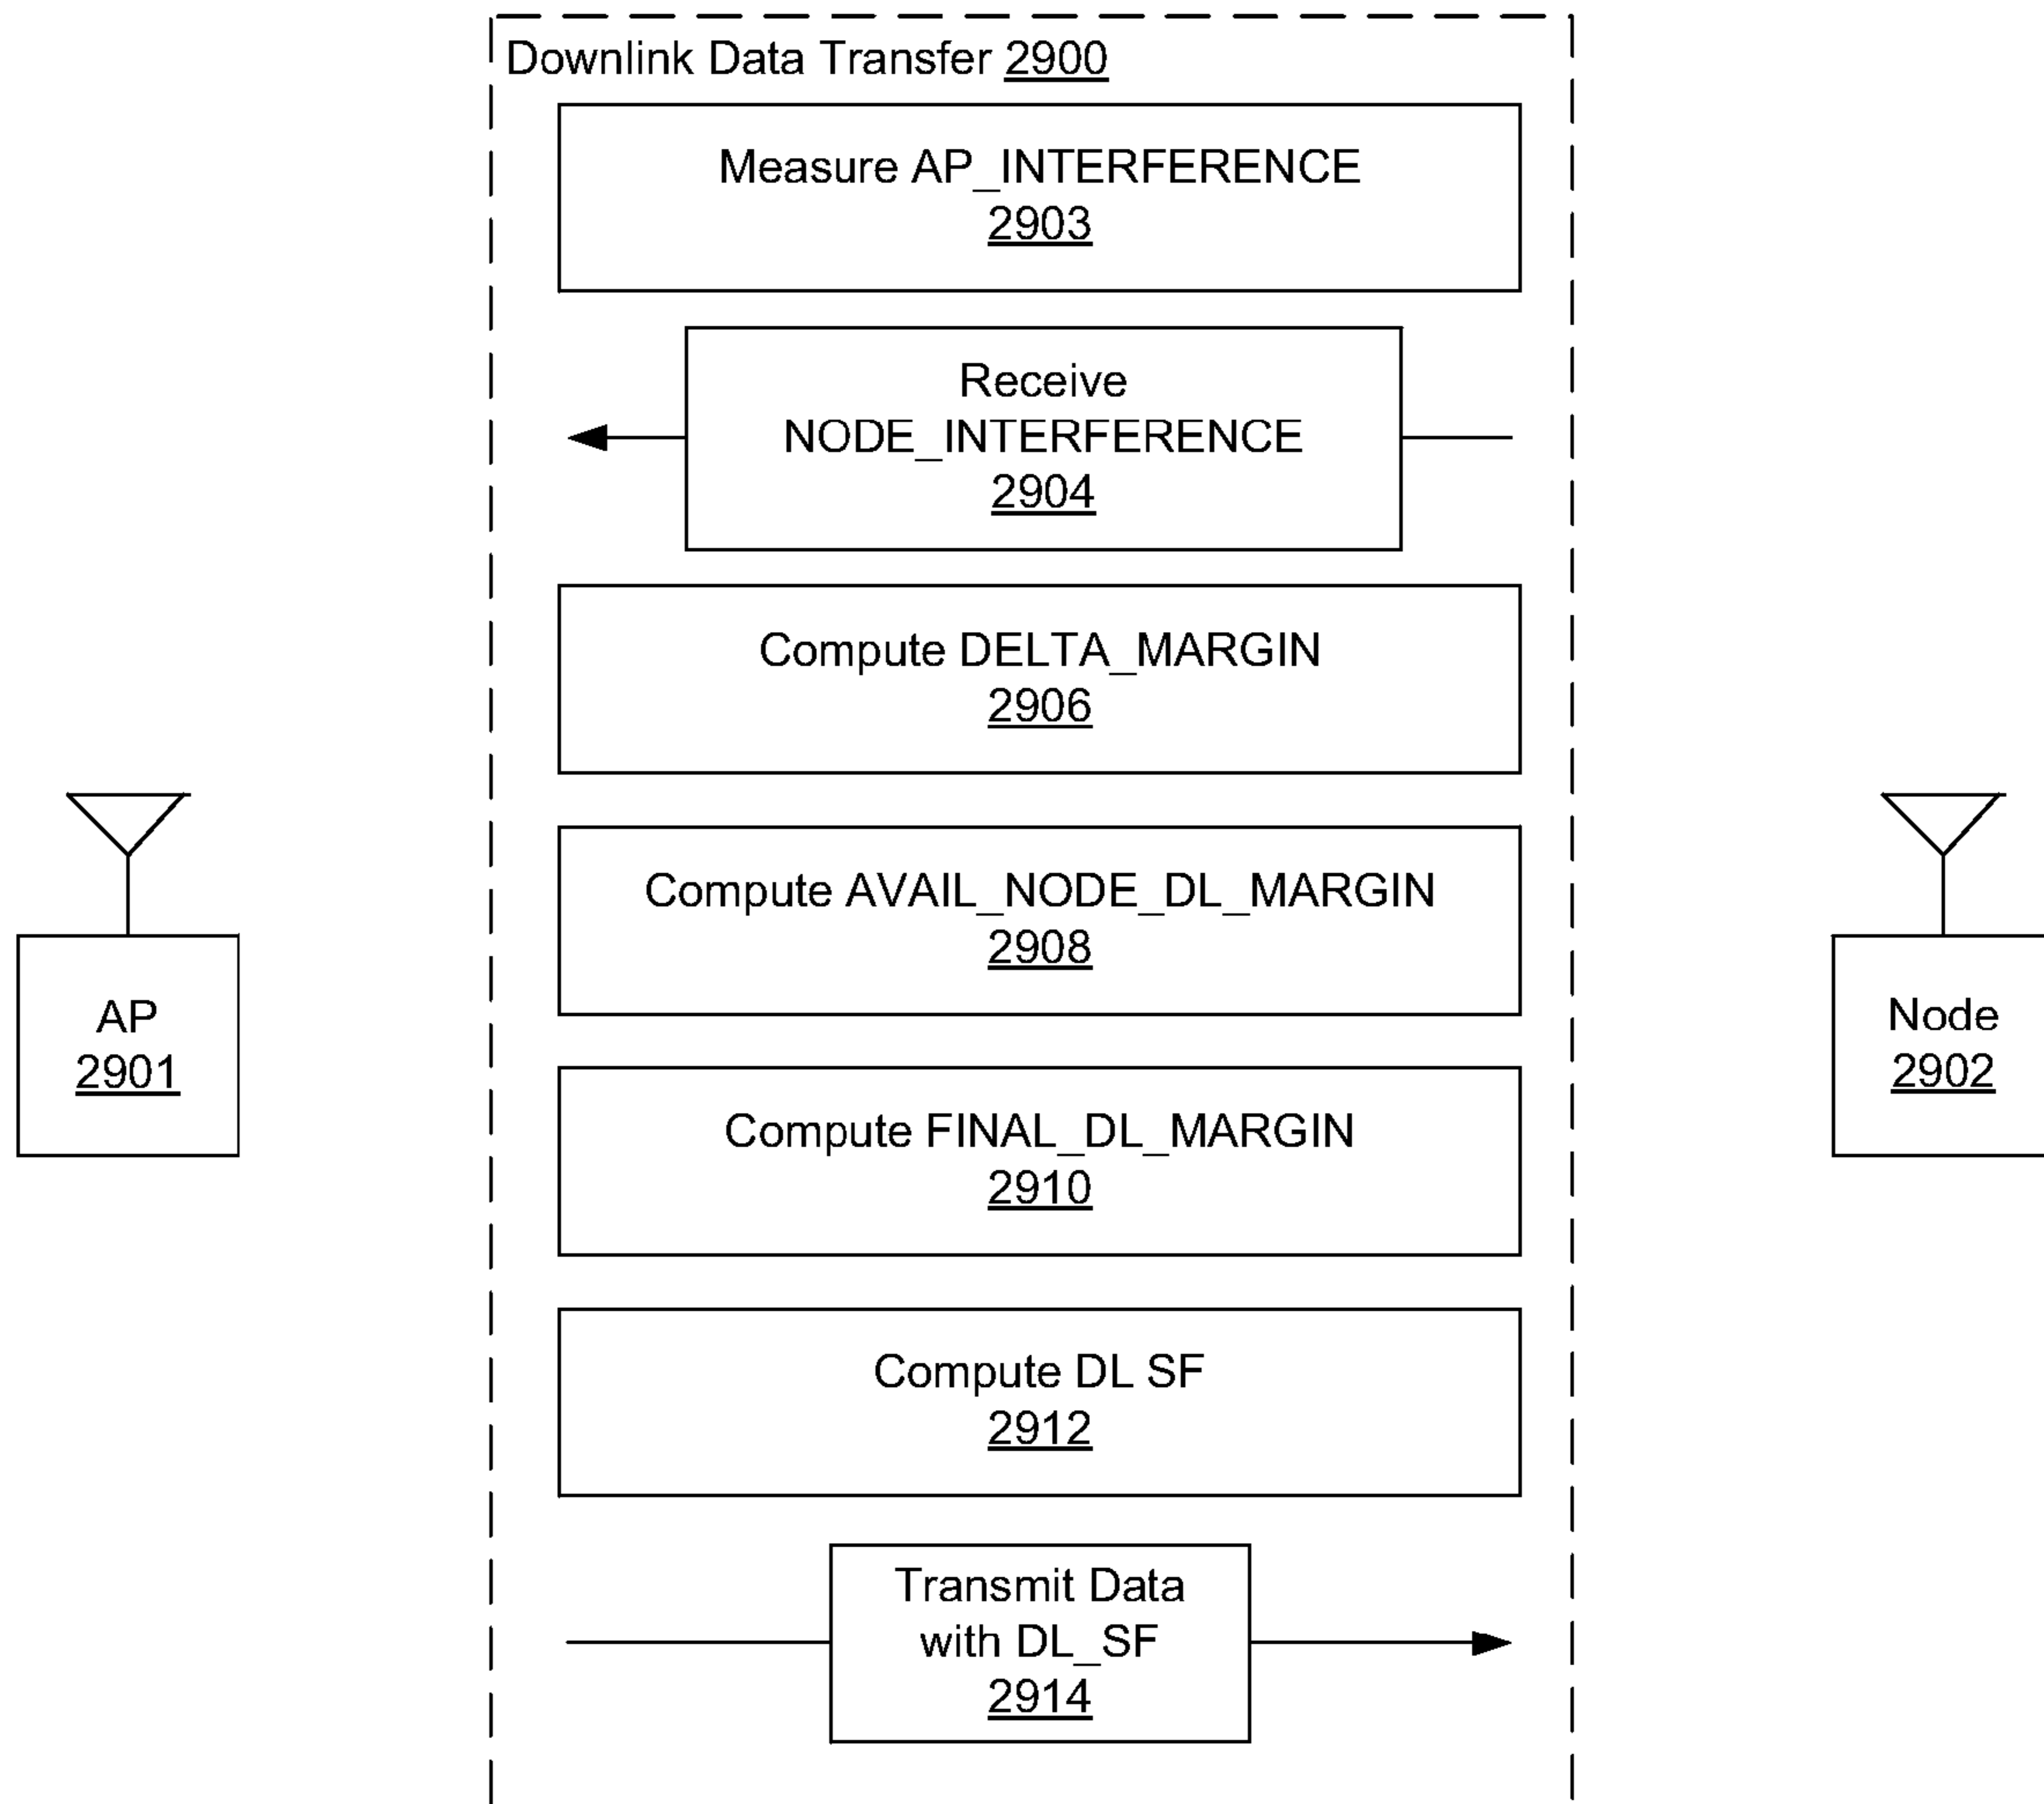 Downlink Data Transfer 2900
Measure AP_INTERFERENCE
2903
Receive
NODE_INTERFERENCE
2904
Compute DELTA_MARGIN
2906
Compute AVAIL_NODE_DL_MARGIN
2908
AP
2901
Node
2902
Compute FINAL_DL_MARGIN
2910
Compute DL SF
2912
Transmit Data
with DL_SF
2914